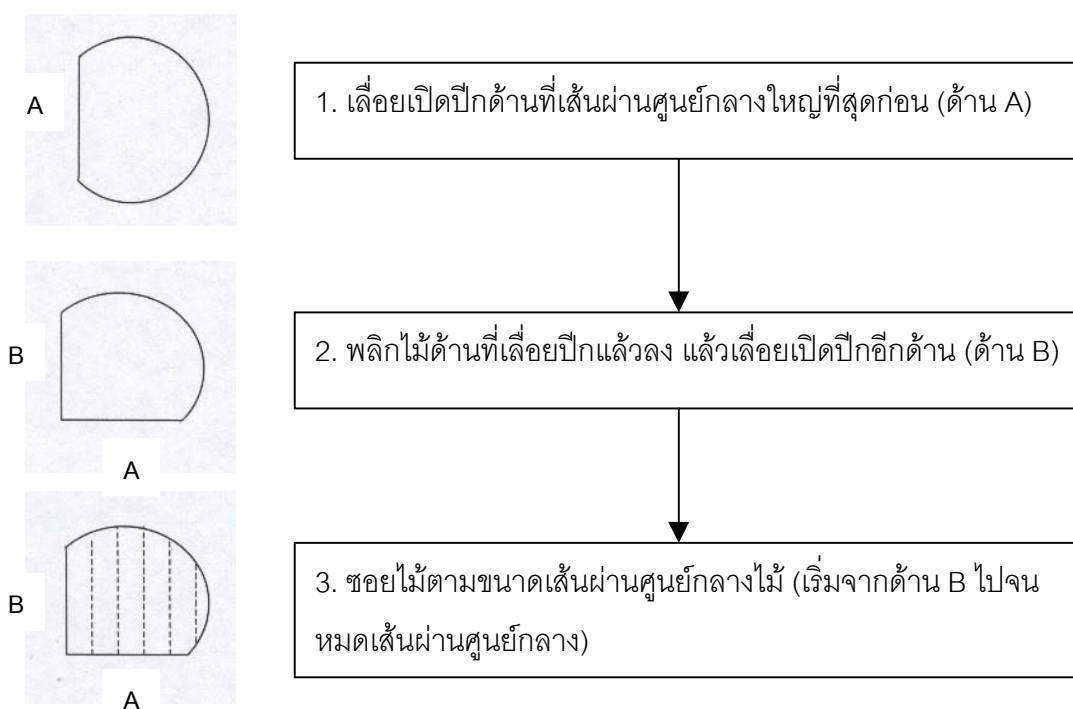 A
1. เลื่อยเปิดปีกด้านที่เส้นผ่านศูนย์กลางใหญ่ที่สุดก่อน (ด้าน A)
B
2. พลิกไม้ด้านที่เลื่อยปีกแล้วลง แล้วเลื่อยเปิดปีกอีกด้าน (ด้าน B)
A
B
3. ซอยไม้ตามขนาดเส้นผ่านศูนย์กลางไม้ (เริ่มจากด้าน B ไปจน
หมดเส้นผ่านศูนย์กลาง)
A